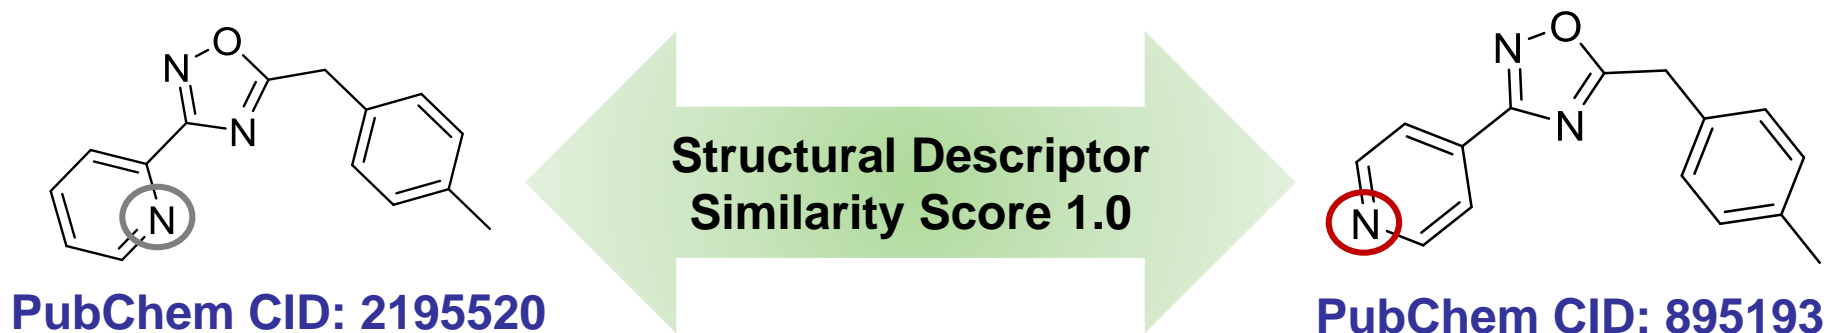 N
O
N
N
N
Structural Descriptor
Similarity Score 1.0
N
O
N
N
PubChem CID: 2195520
PubChem CID: 895193